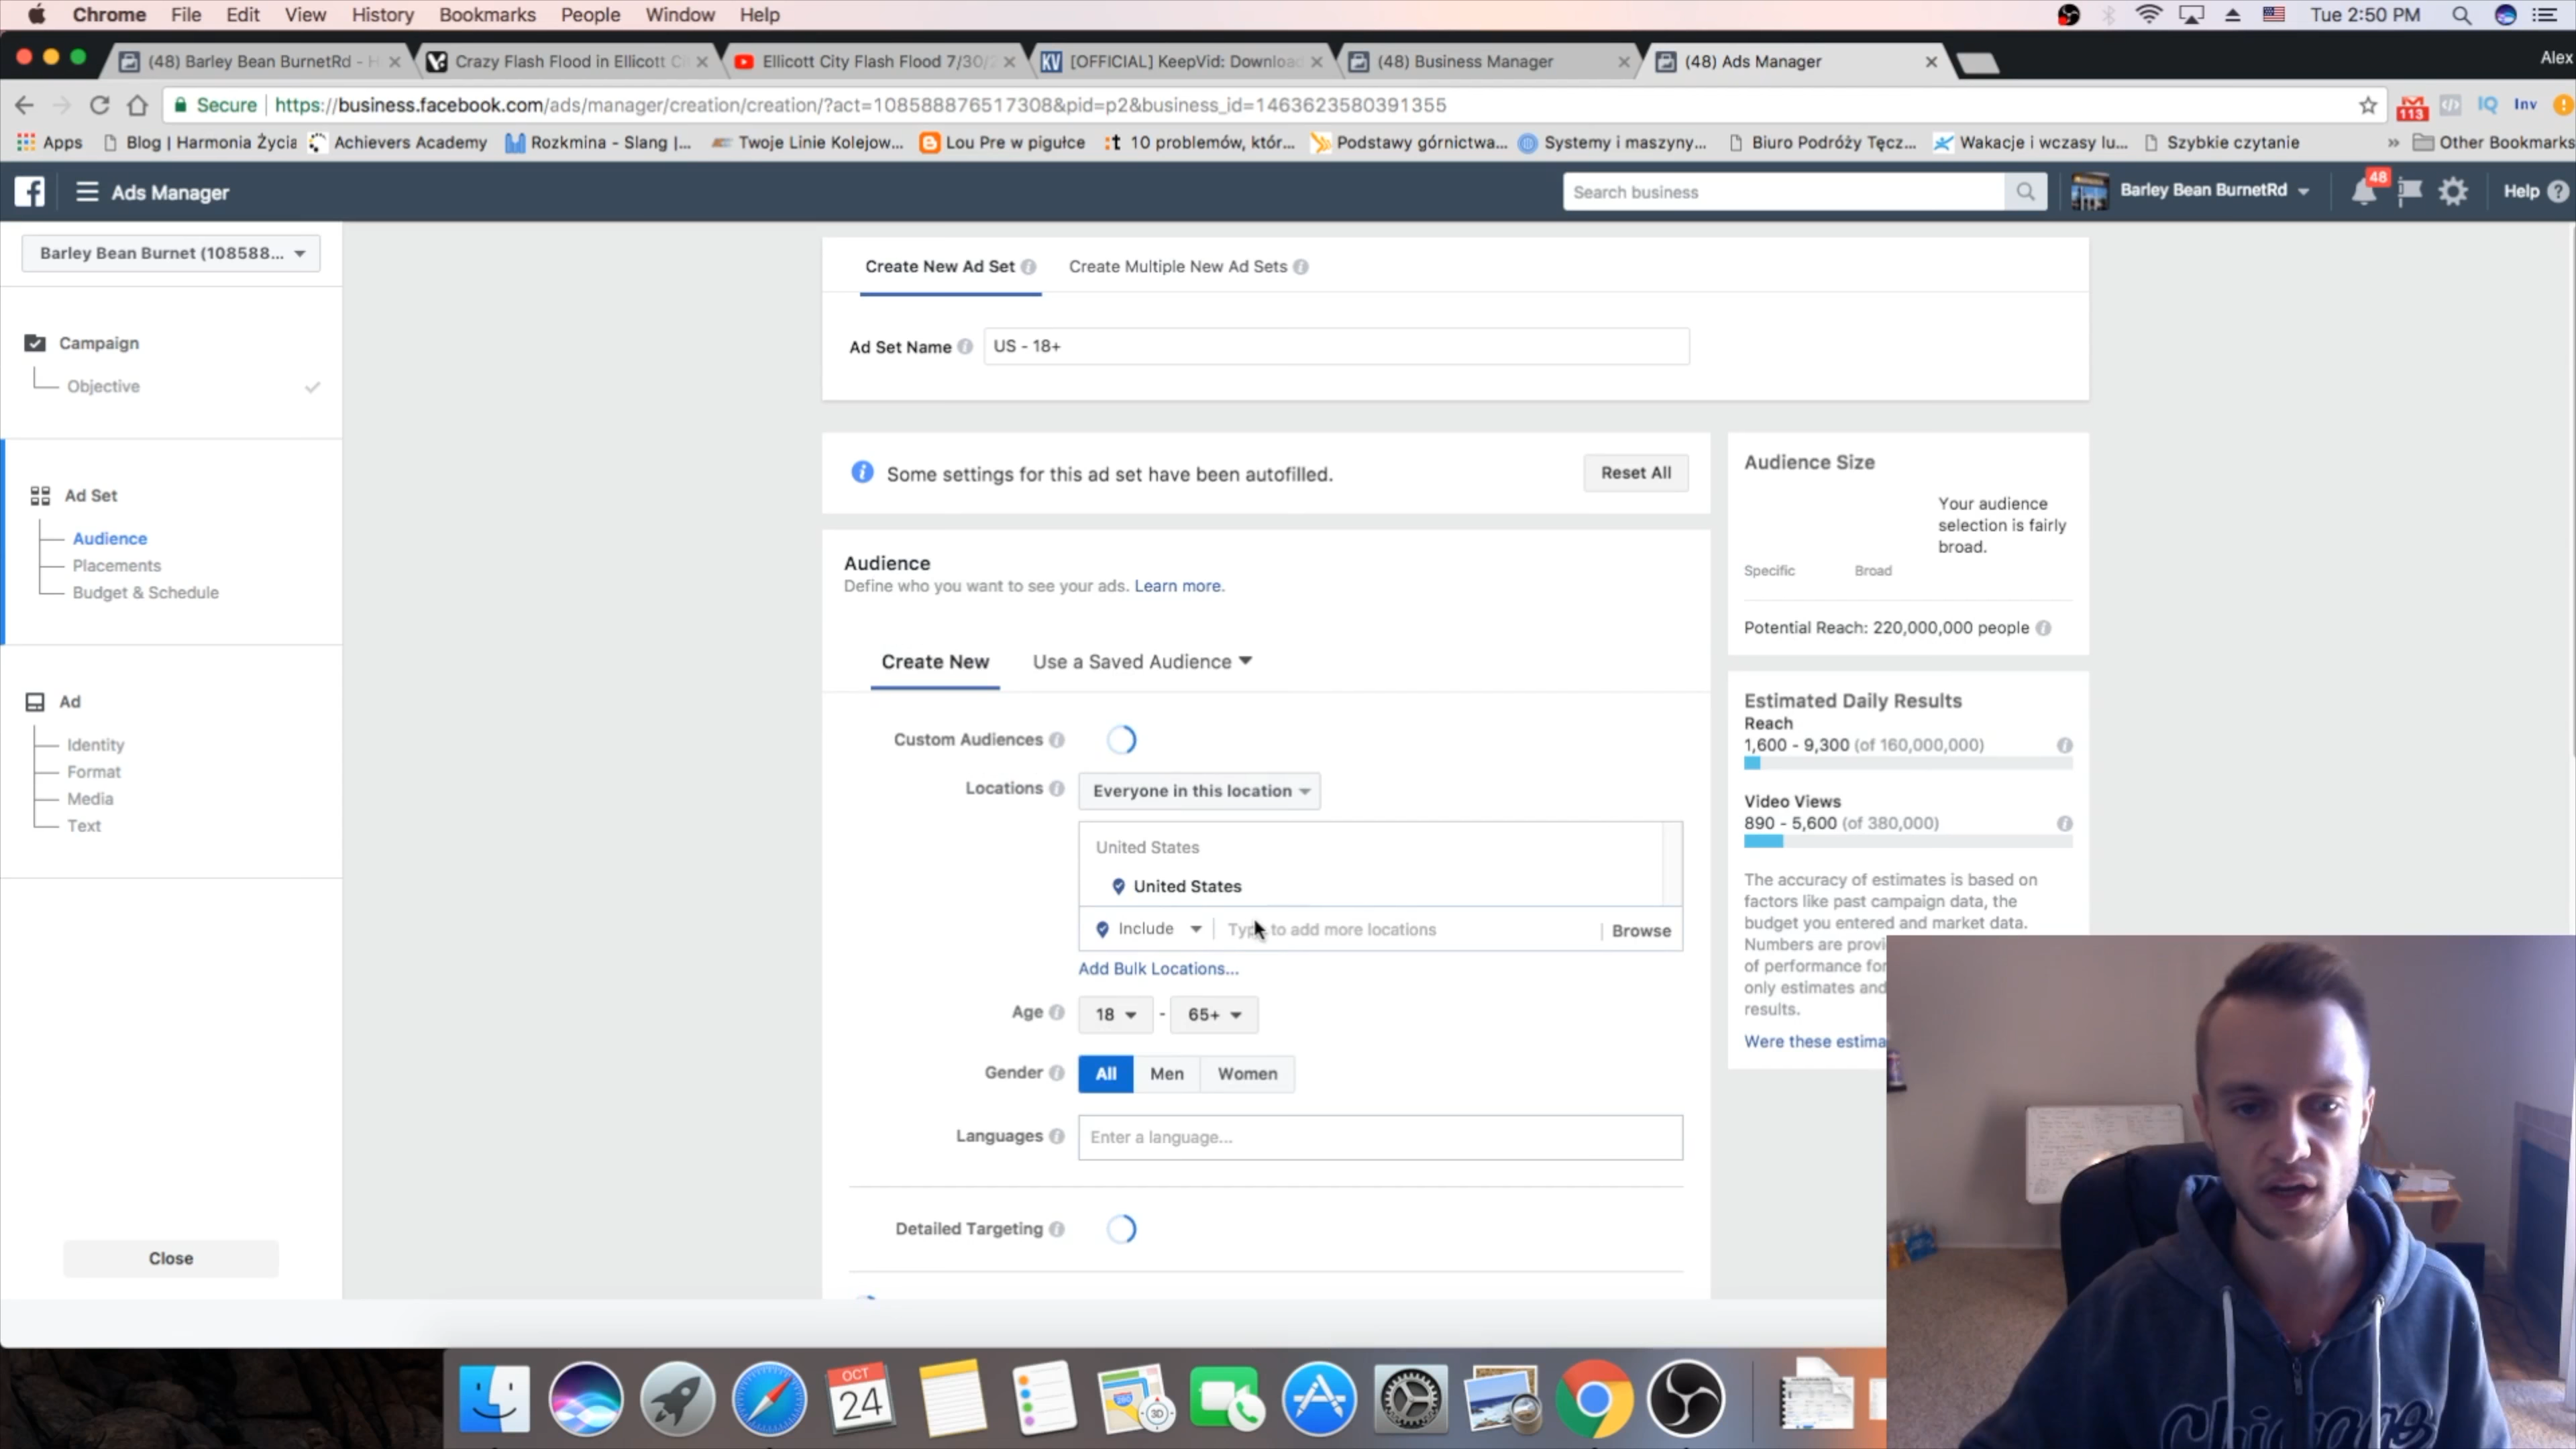 Chrome File Edit View History Bookmarks People Window Help Tue 2:50 PM
(48) Barley Bean BurnetRd - H Crazy Flash Flood in Ellicott Ci Ellicott City Flash Flood 7/30/2 [OFFICIAL] KeepVid: Download (48) Business Manager (48) Ads Manager Alex
Secure https://business.facebook.com/ads/manager/creation/creation/?act=108588876517308&pid=p2&business_id=1463623580391355 113 IQ Inv
Apps Blog | Harmonia Życia Achievers Academy Rozkmina - Slang |... Twoje Linie Kolejow... Lou Pre w pigułce :t 10 problemów, któr... Podstawy górnictwa... Systemy i maszyny... Biuro Podróży Tęcz... Wakacje i wczasy lu... Szybkie czytanie » Other Bookmarks
f Ads Manager Search business Barley Bean BurnetRd 48 Help ?
Barley Bean Burnet (108588...
Campaign
Objective
Ad Set
Audience
Placements
Budget & Schedule
Ad
Identity
Format
Media
Text
Close
Create New Ad Set Create Multiple New Ad Sets
Ad Set Name US - 18+
Some settings for this ad set have been autofilled. Reset All
Audience
Define who you want to see your ads. Learn more.
Create New Use a Saved Audience
Custom Audiences
Locations Everyone in this location
United States
United States
Include Type to add more locations Browse
Add Bulk Locations...
Age 18 - 65+
Gender All Men Women
Languages Enter a language...
Detailed Targeting
Audience Size
Your audience
selection is fairly
broad.
Specific Broad
Potential Reach: 220,000,000 people
Estimated Daily Results
Reach
1,600 - 9,300 (of 160,000,000)
Video Views
890 - 5,600 (of 380,000)
The accuracy of estimates is based on
factors like past campaign data, the
budget you entered and market data.
Numbers are provi
of performance for
only estimates and
results.
Were these estima
OCT
24
3D
Chicago